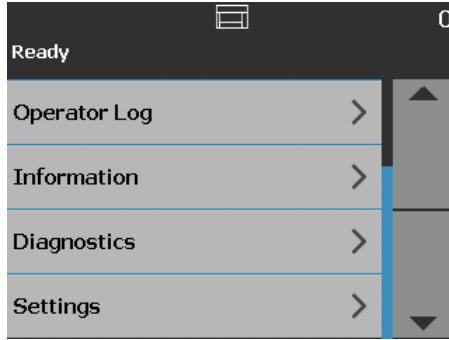 Ready
Operator Log
Information
Diagnostics
Settings